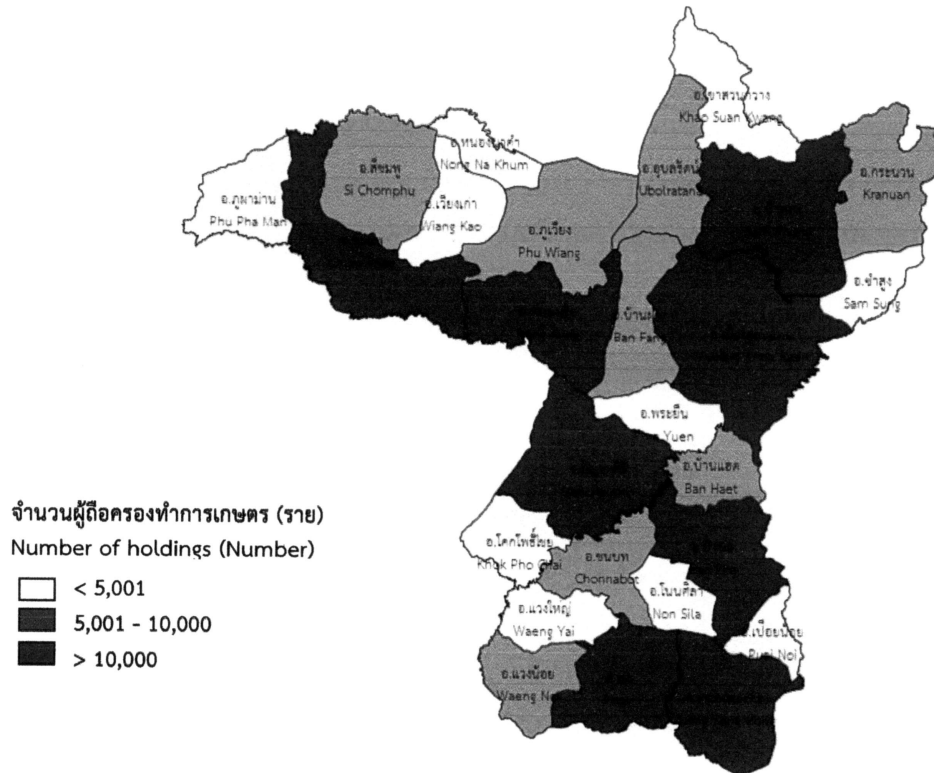 อ.เขาสวนกวาง
Khao Suan Kwang
อ.หนองนาคำ
Nong Na Khum
อ.สีชมพู
Si Chomphu
อ.อุบลรัตน์
Ubolratana
อ.กระนวน
Kranuan
อ.ภูผาม่าน
Phu Pha Man
อ.เวียงเก่า
Wiang Kao
อ.ภูเวียง
Phu Wiang
อ.ซำสูง
Sam Sung
อ.บ้านฝาง
Ban Fang
อ.พระยืน
Yuen
อ.บ้านแฮด
Ban Haet
จำนวนผู้ถือครองทำการเกษตร (ราย)
Number of holdings (Number)
< 5,001
5,001 - 10,000
> 10,000
อ.โคกโพธิ์ไชย
Khok Pho Chai
อ.ชนบท
Chonnabot
อ.โนนศิลา
Non Sila
อ.แวงใหญ่
Waeng Yai
อ.เปือยน้อย
Puai Noi
อ.แวงน้อย
Waeng Noi